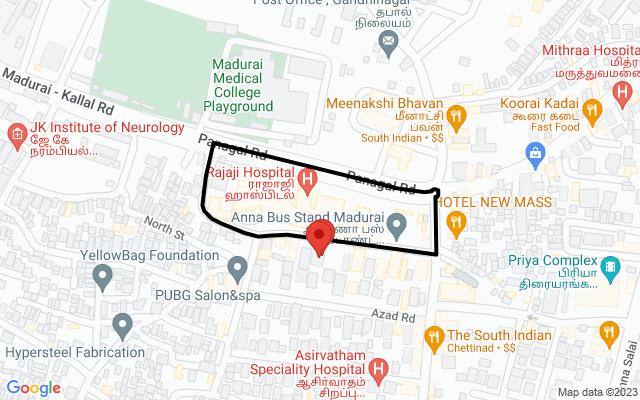 Post Office , Gandhinagar
தபால்
நிலையம்
Madurai
Medical
College
Playground
Madurai - Kallal Rd
JK Institute of Neurology
ஜே கே
நரம்பியல்...
Panagal Rd
Panagal Rd
Rajaji Hospital
ராஜாஜி
ஹாஸ்பிடல்
Anna Bus Stand Madurai
Meenakshi Bhavan
மீனாட்சி
பவன்
South Indian • $$
Mithraa Hospita
மித்ர
மருத்துவமனை
Koorai Kadai
கூரை கடை
Fast Food
HOTEL NEW MASS
North St
YellowBag Foundation
PUBG Salon&spa
Hypersteel Fabrication
Priya Complex
பிரியா
திரையரங்க...
Azad Rd
The South Indian
Chettinad • $$
Asirvatham
Speciality Hospital
ஆசிர்வாதம்
சிறப்பு...
nna Salai
Google
Map data ©2023